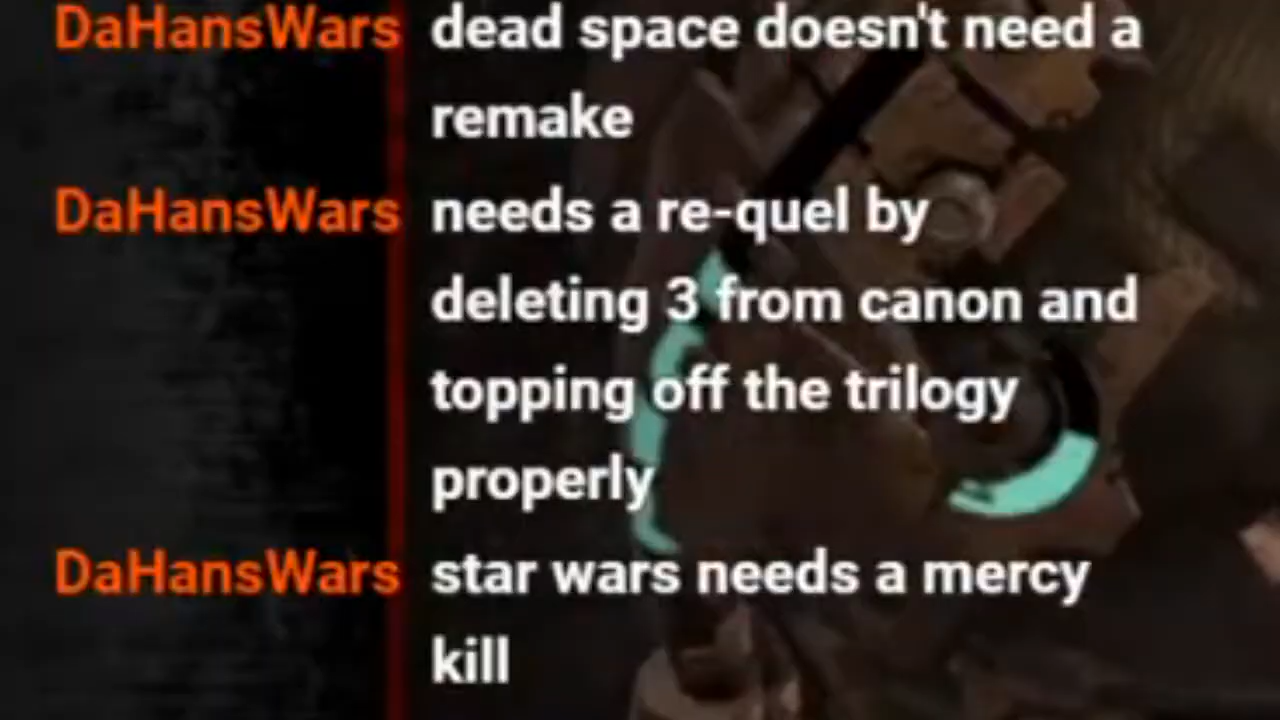 DaHansWars dead space doesn't need a
remake
DaHansWars needs a re-quel by
deleting 3 from canon and
topping off the trilogy
properly
DaHansWars star wars needs a mercy
kill